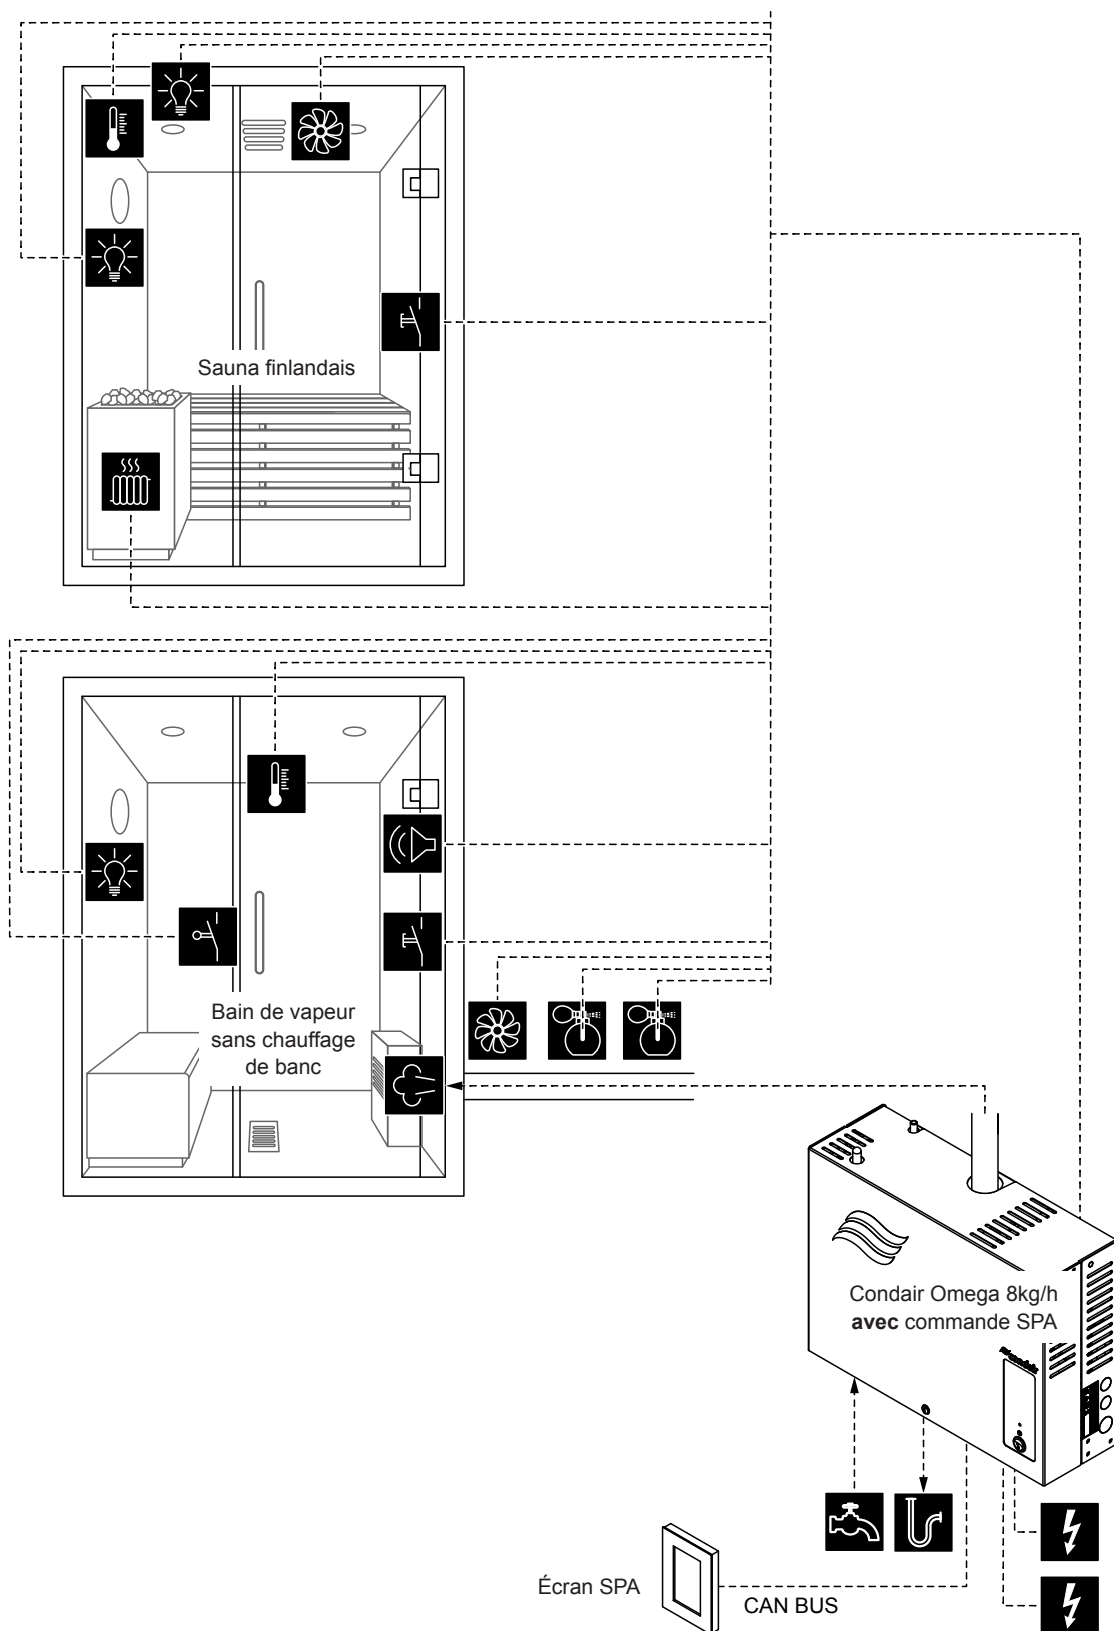 Sauna finlandais
Bain de vapeur
sans chauffage
de banc
Condair Omega 8kg/h
avec commande SPA
Écran SPA
CAN BUS